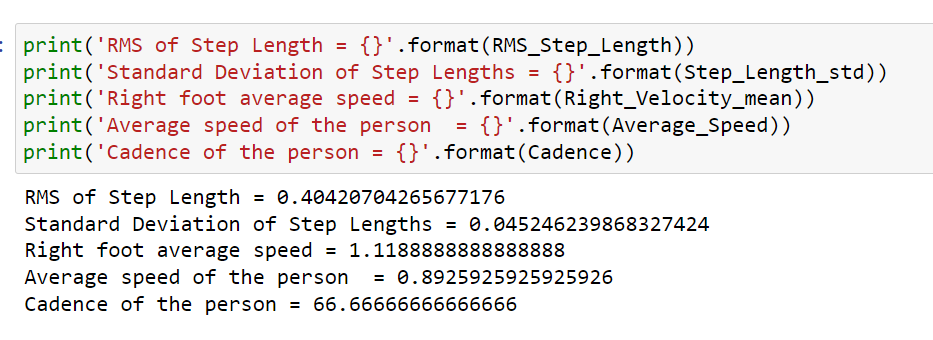 :
print('RMS of Step Length = {}'.format(RMS_Step_Length))
print('Standard Deviation of Step Lengths = {}'.format(Step_Length_std))
print('Right foot average speed = {}'.format(Right_Velocity_mean))
print('Average speed of the person  = {}'.format(Average_Speed))
print('Cadence of the person = {}'.format(Cadence))
RMS of Step Length = 0.40420704265677176
Standard Deviation of Step Lengths = 0.045246239868327424
Right foot average speed = 1.1188888888888888
Average speed of the person  = 0.8925925925925926
Cadence of the person = 66.66666666666666